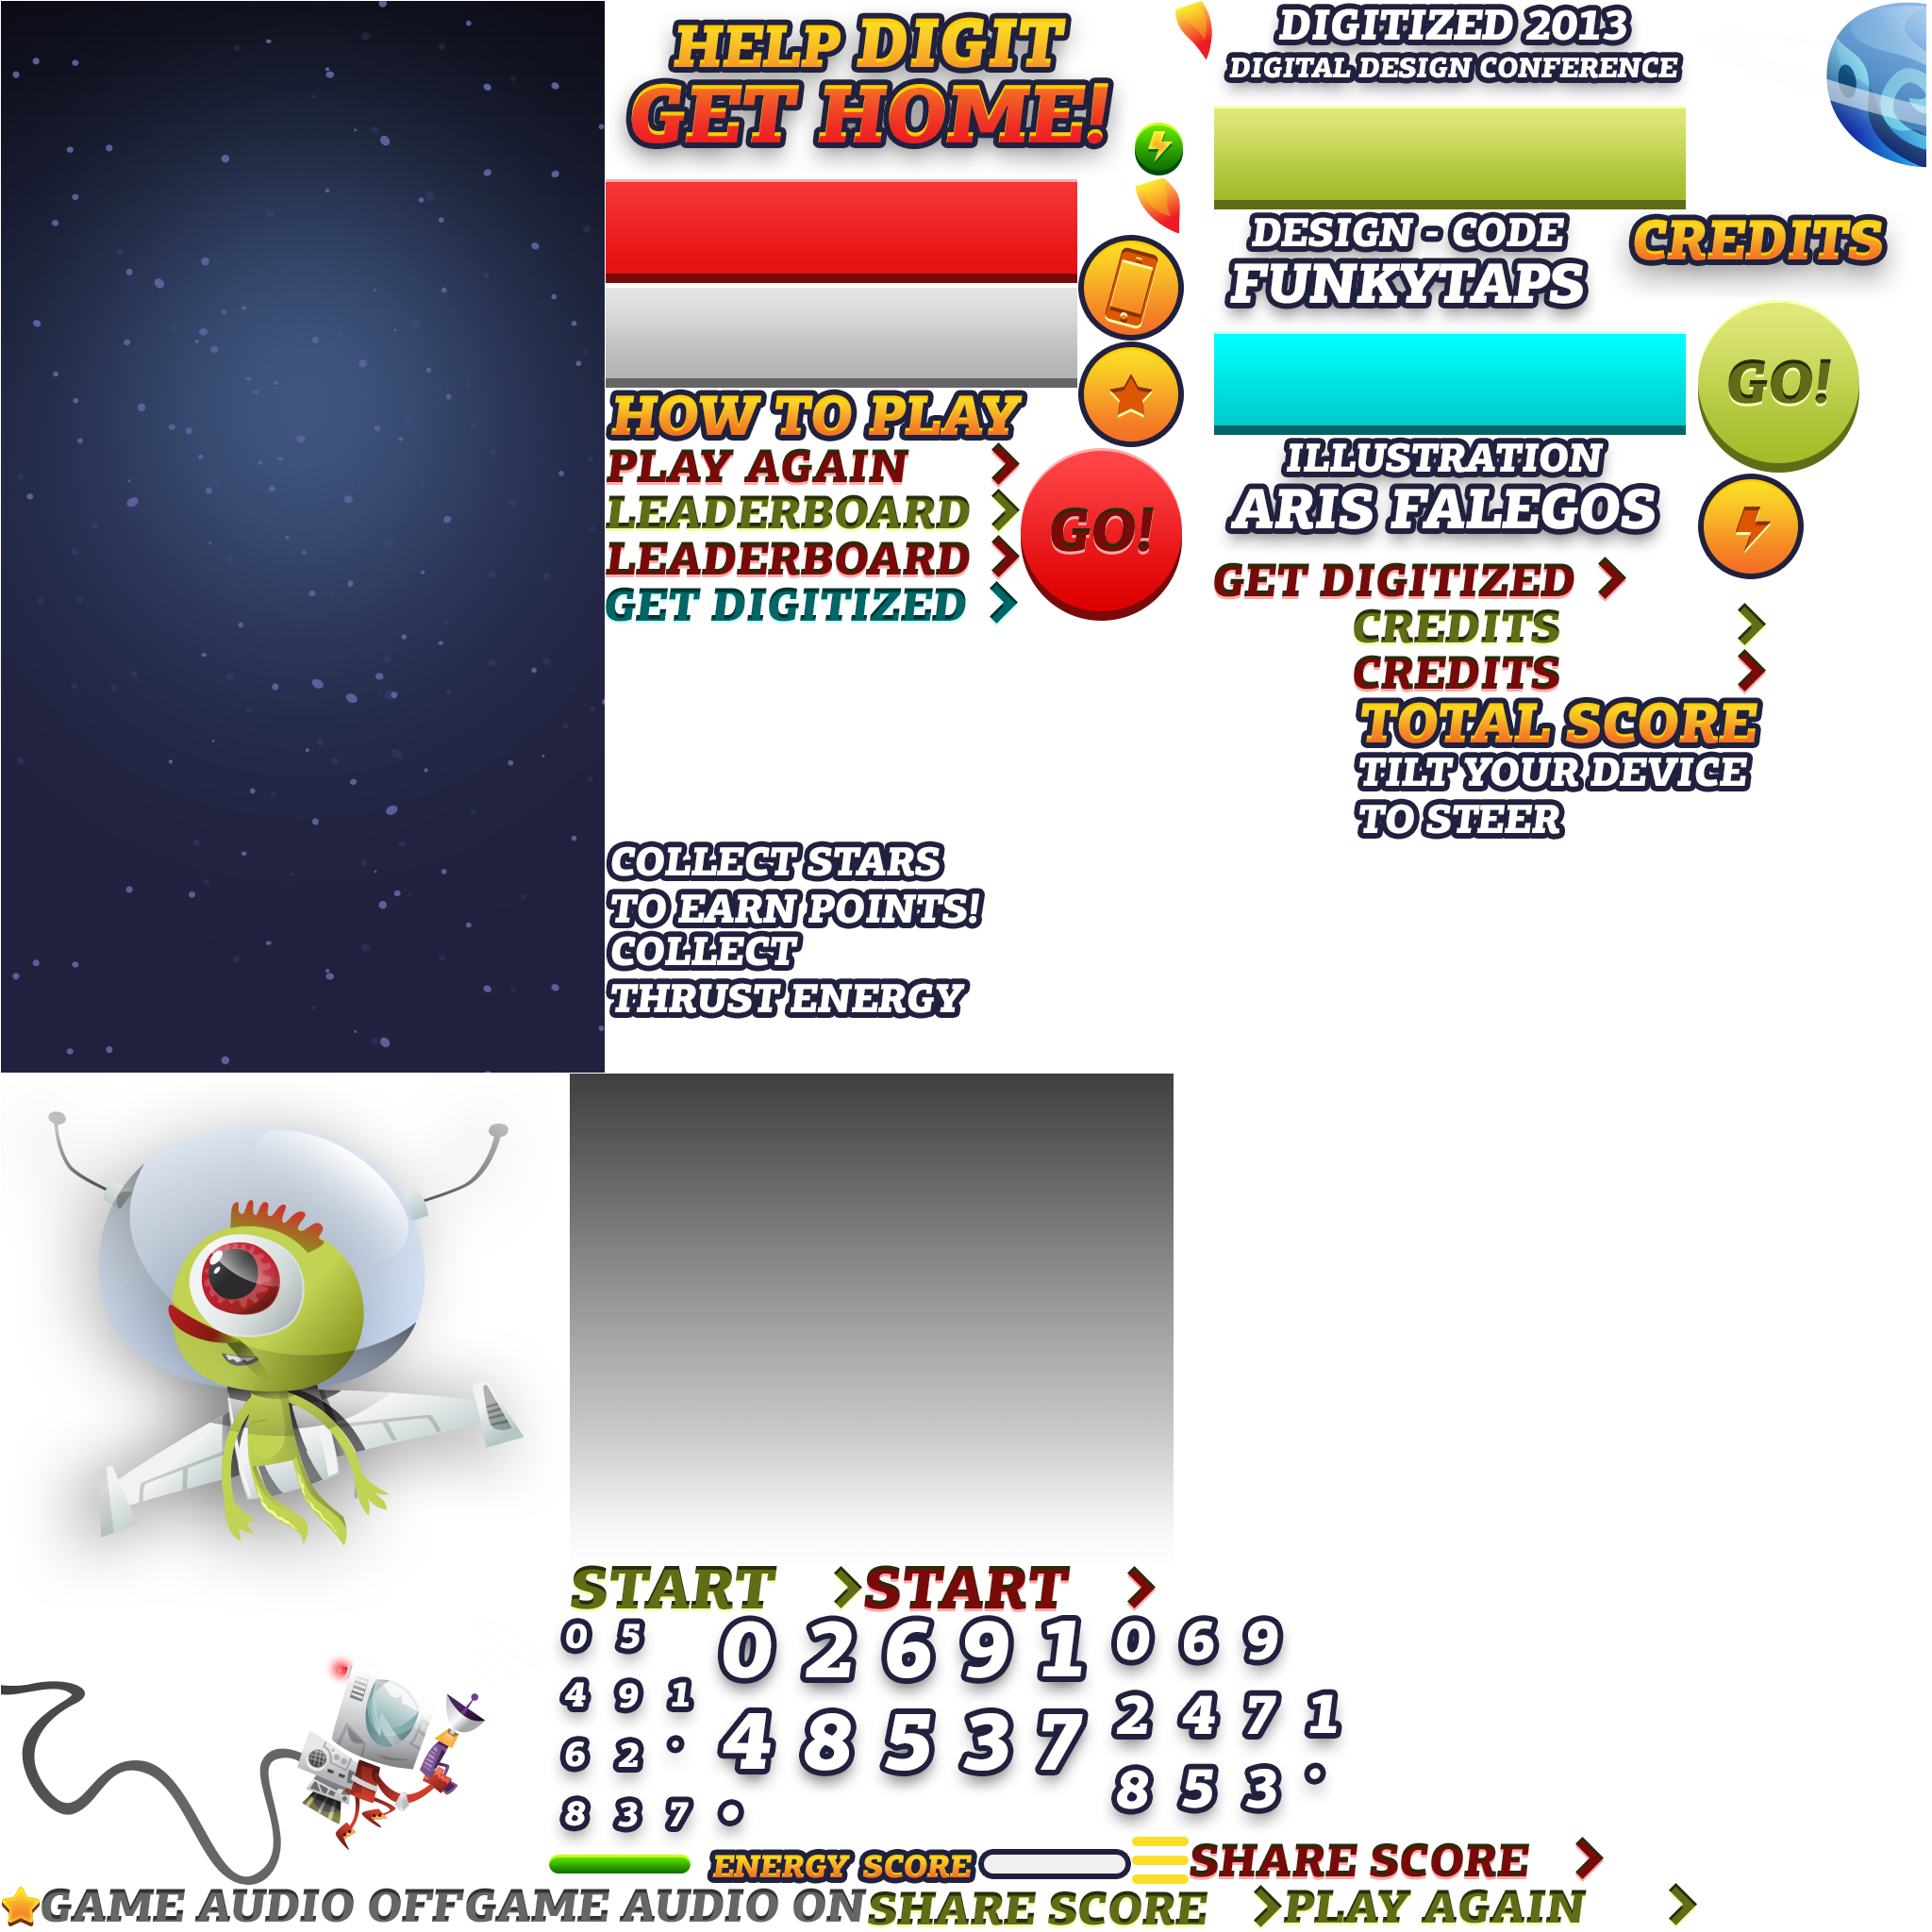 HELP DIGIT
GET HOME!
DIGITIZED 2013
DIGITAL DESIGN CONFERENCE
DESIGN - CODE
FUNKYTAPS
CREDITS
GO!
HOW TO PLAY
PLAY AGAIN
LEADERBOARD
LEADERBOARD
GET DIGITIZED
GO!
ILLUSTRATION
ARIS FALEGOS
GET DIGITIZED
CREDITS
CREDITS
TOTAL SCORE
TILT YOUR DEVICE
TO STEER
COLLECT STARS
TO EARN POINTS!
COLLECT
THRUST ENERGY
START
START
0 5
4 9 1
6 2 °
8 3 7 °
0 2 6 9 1
4 8 5 3 7
0 6 9
2 4 7 1
8 5 3 °
ENERGY SCORE
SHARE SCORE
GAME AUDIO OFF
GAME AUDIO ON
SHARE SCORE
PLAY AGAIN